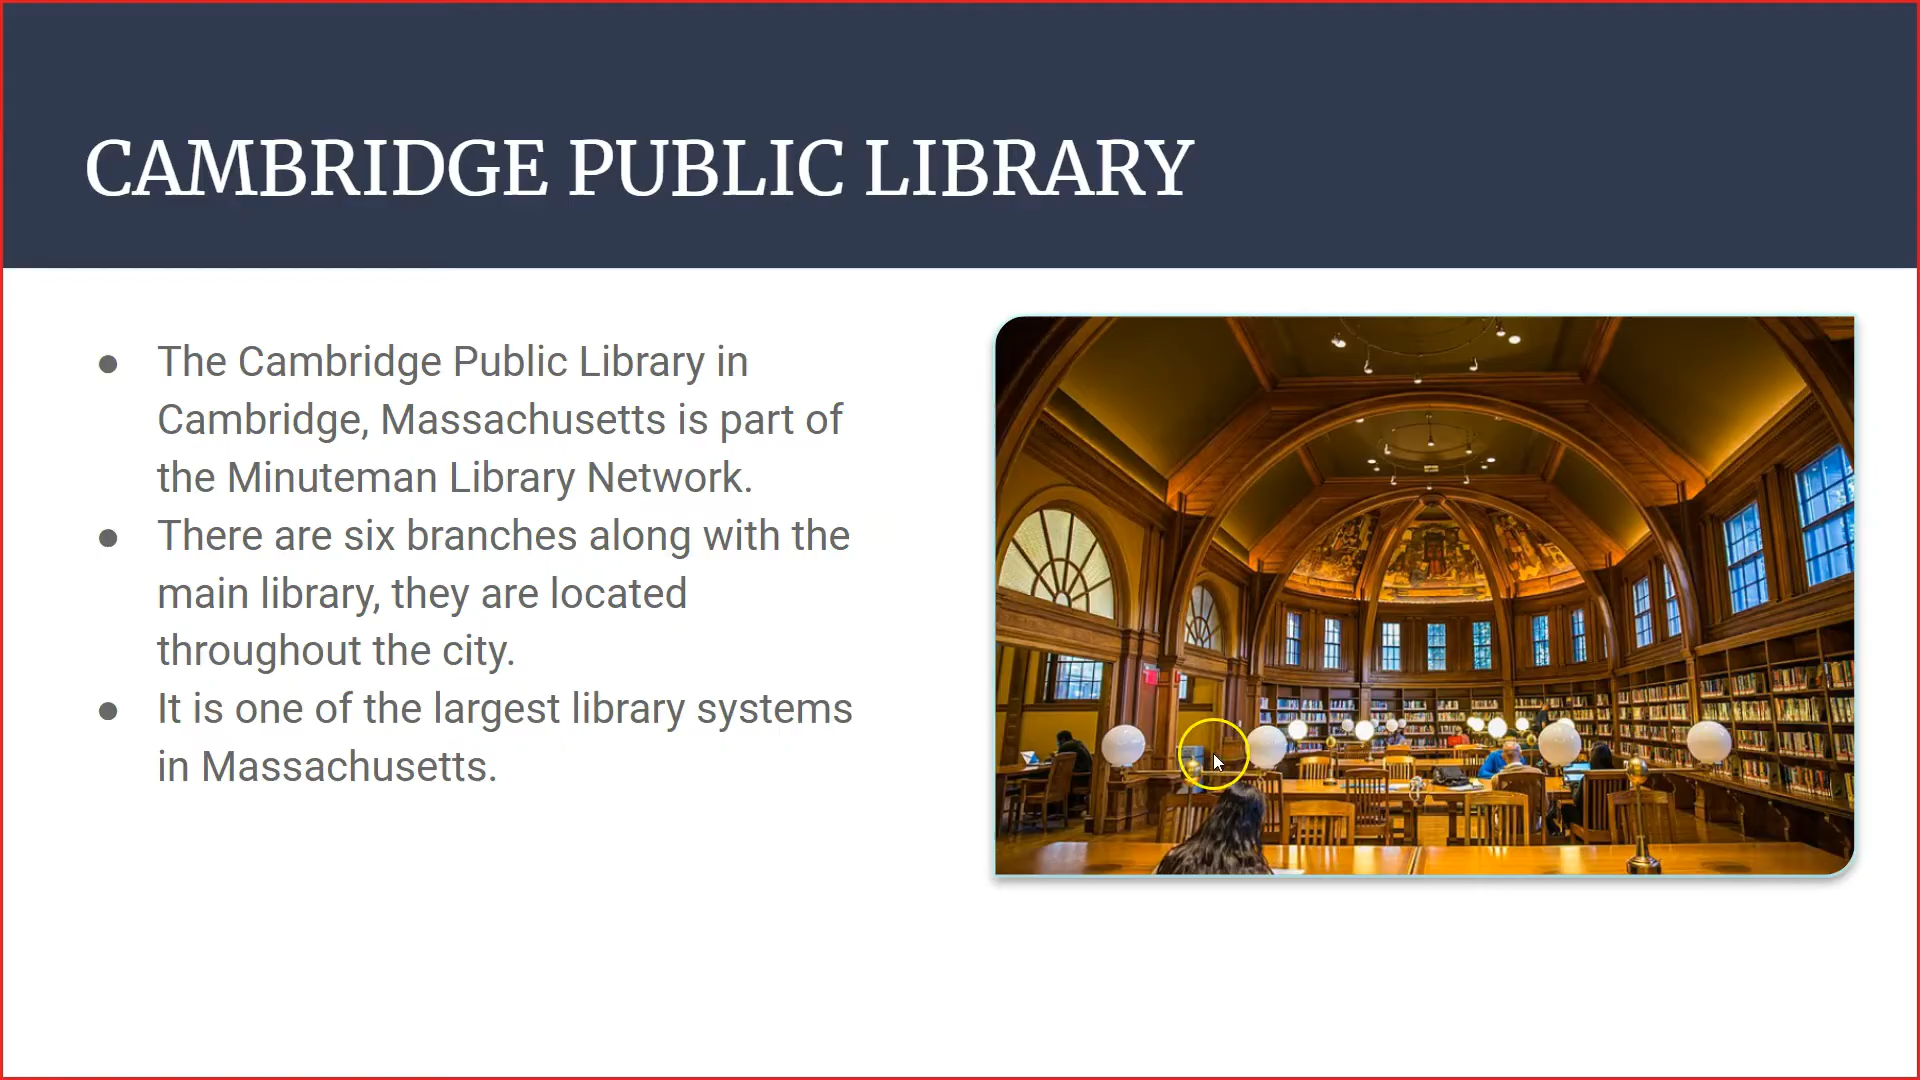 CAMBRIDGE PUBLIC LIBRARY
● The Cambridge Public Library in
Cambridge, Massachusetts is part of
the Minuteman Library Network.
● There are six branches along with the
main library, they are located
throughout the city.
● It is one of the largest library systems
in Massachusetts.